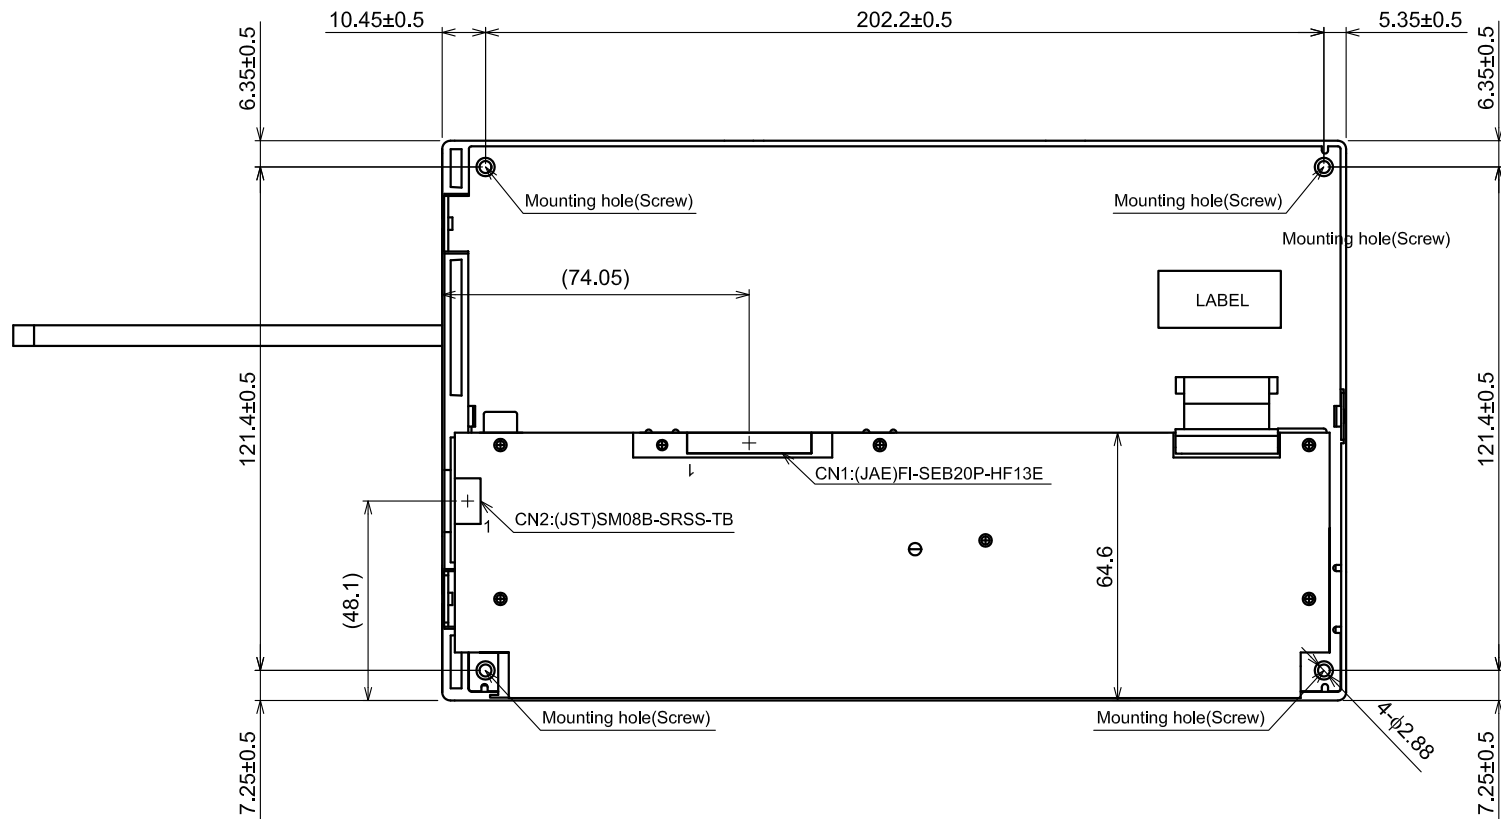 10.45±0.5
202.2±0.5
5.35±0.5
6.35±0.5
6.35±0.5
Mounting hole(Screw)
Mounting hole(Screw)
Mounting hole(Screw)
(74.05)
LABEL
121.4±0.5
121.4±0.5
1
CN1:(JAE)FI-SEB20P-HF13E
CN2:(JST)SM08B-SRSS-TB
1
64.6
(48.1)
Mounting hole(Screw)
Mounting hole(Screw)
4-ϕ2.88
7.25±0.5
7.25±0.5